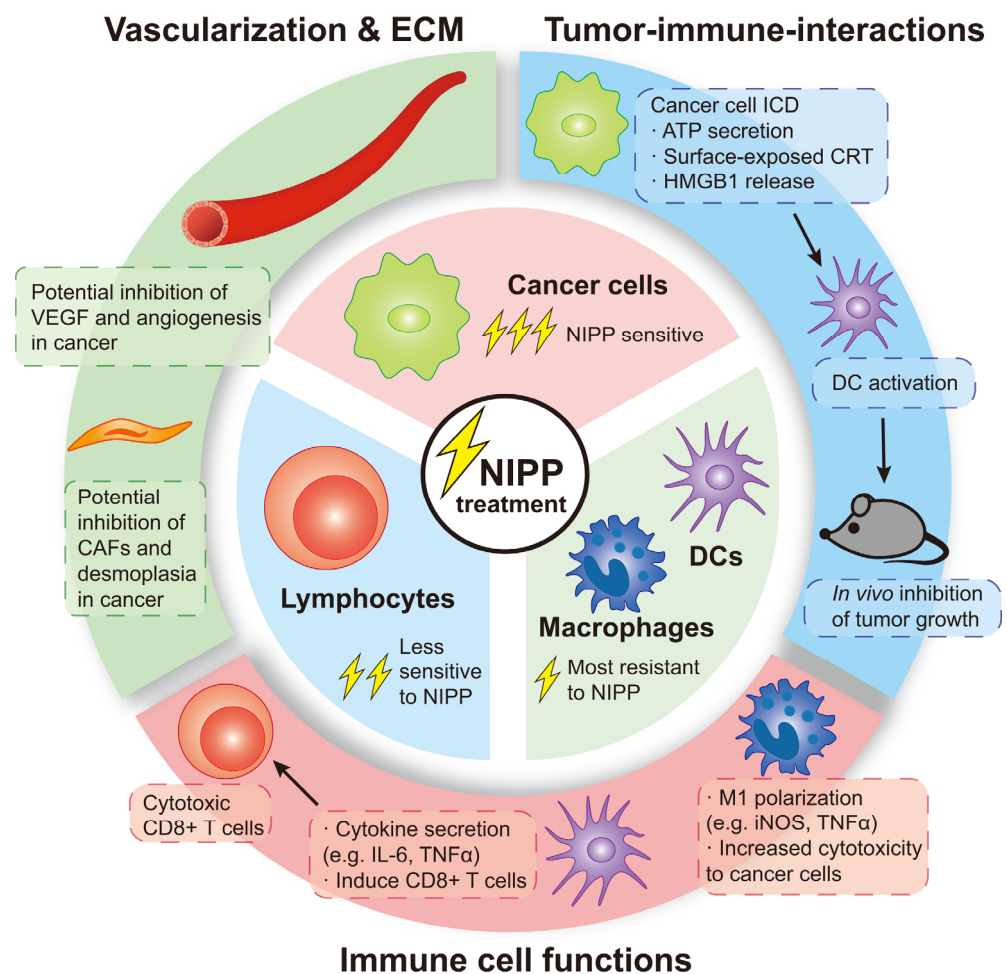 Vascularization & ECM
Tumor-immune-interactions
Cancer cell ICD
· ATP secretion
· Surface-exposed CRT
· HMGB1 release
DC activation
In vivo inhibition
of tumor growth
Potential inhibition of
VEGF and angiogenesis
in cancer
Potential
inhibition of
CAFs and
desmoplasia
in cancer
Cancer cells
NIPP sensitive
NIPP
treatment
Lymphocytes
Less
sensitive
to NIPP
DCs
Macrophages
Most resistant
to NIPP
Cytotoxic
CD8+ T cells
· Cytokine secretion
(e.g. IL-6, TNFα)
· Induce CD8+ T cells
· M1 polarization
(e.g. iNOS, TNFα)
· Increased cytotoxicity
to cancer cells
Immune cell functions